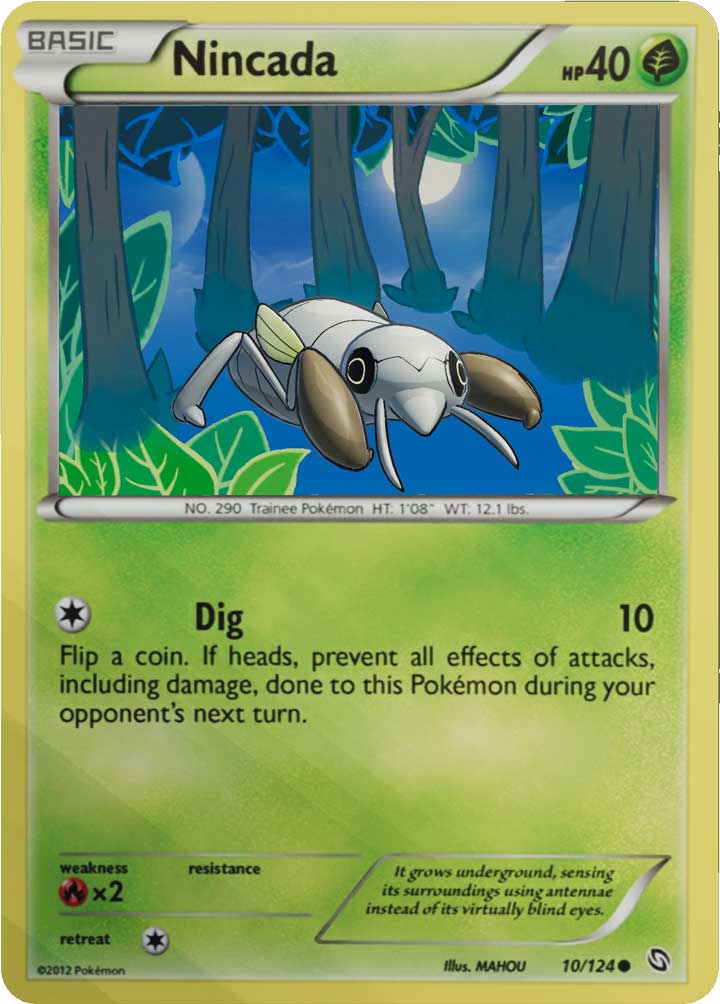 BASIC
Nincada
HP40
NO. 290 Trainee Pokémon HT: 1'08" WT: 12.1 lbs.
Dig 10
Flip a coin. If heads, prevent all effects of attacks,
including damage, done to this Pokémon during your
opponent's next turn.
weakness resistance
×2
retreat
It grows underground, sensing
its surroundings using antennae
instead of its virtually blind eyes.
©2012 Pokémon
Illus. MAHOU 10/124